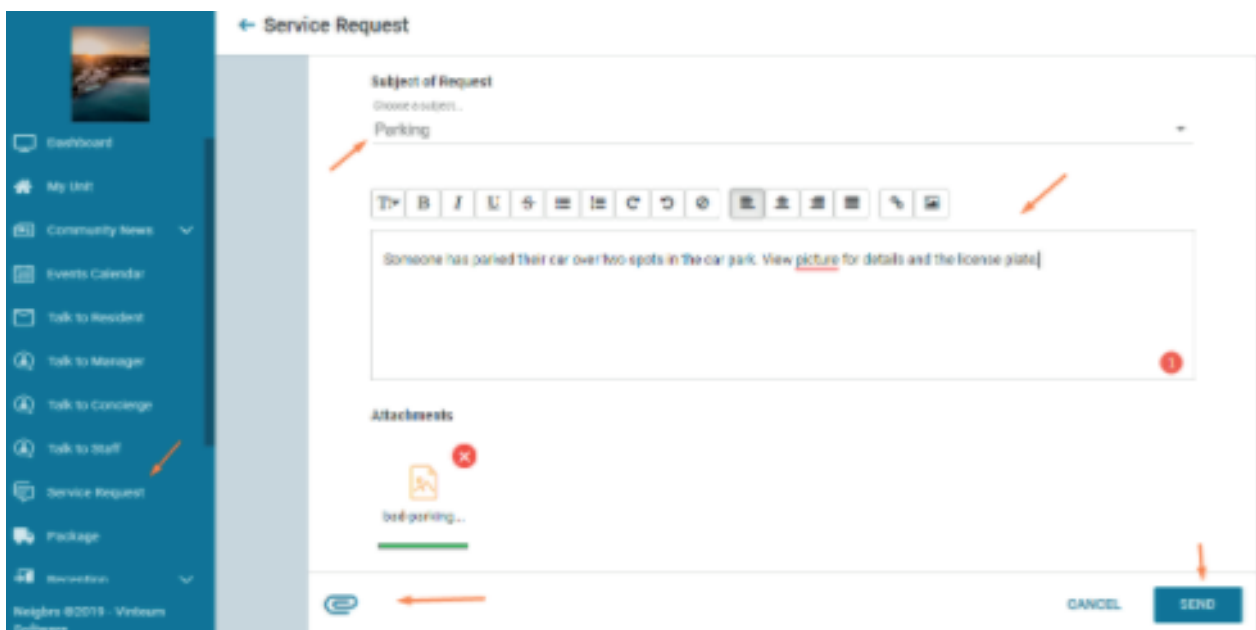 ← Service Request
Dashboard
My Unit
Community News
Events Calendar
Talk to Resident
Talk to Manager
Talk to Concierge
Talk to Staff
Service Request
Package
Neigbrs ©2019 - Vinteum
Software
Subject of Request
Choose a subject...
Parking
B I U S
Someone has parked their car over two spots in the car park. View picture for details and the license plate.
1
Attachments
bad parking...
CANCEL
SEND